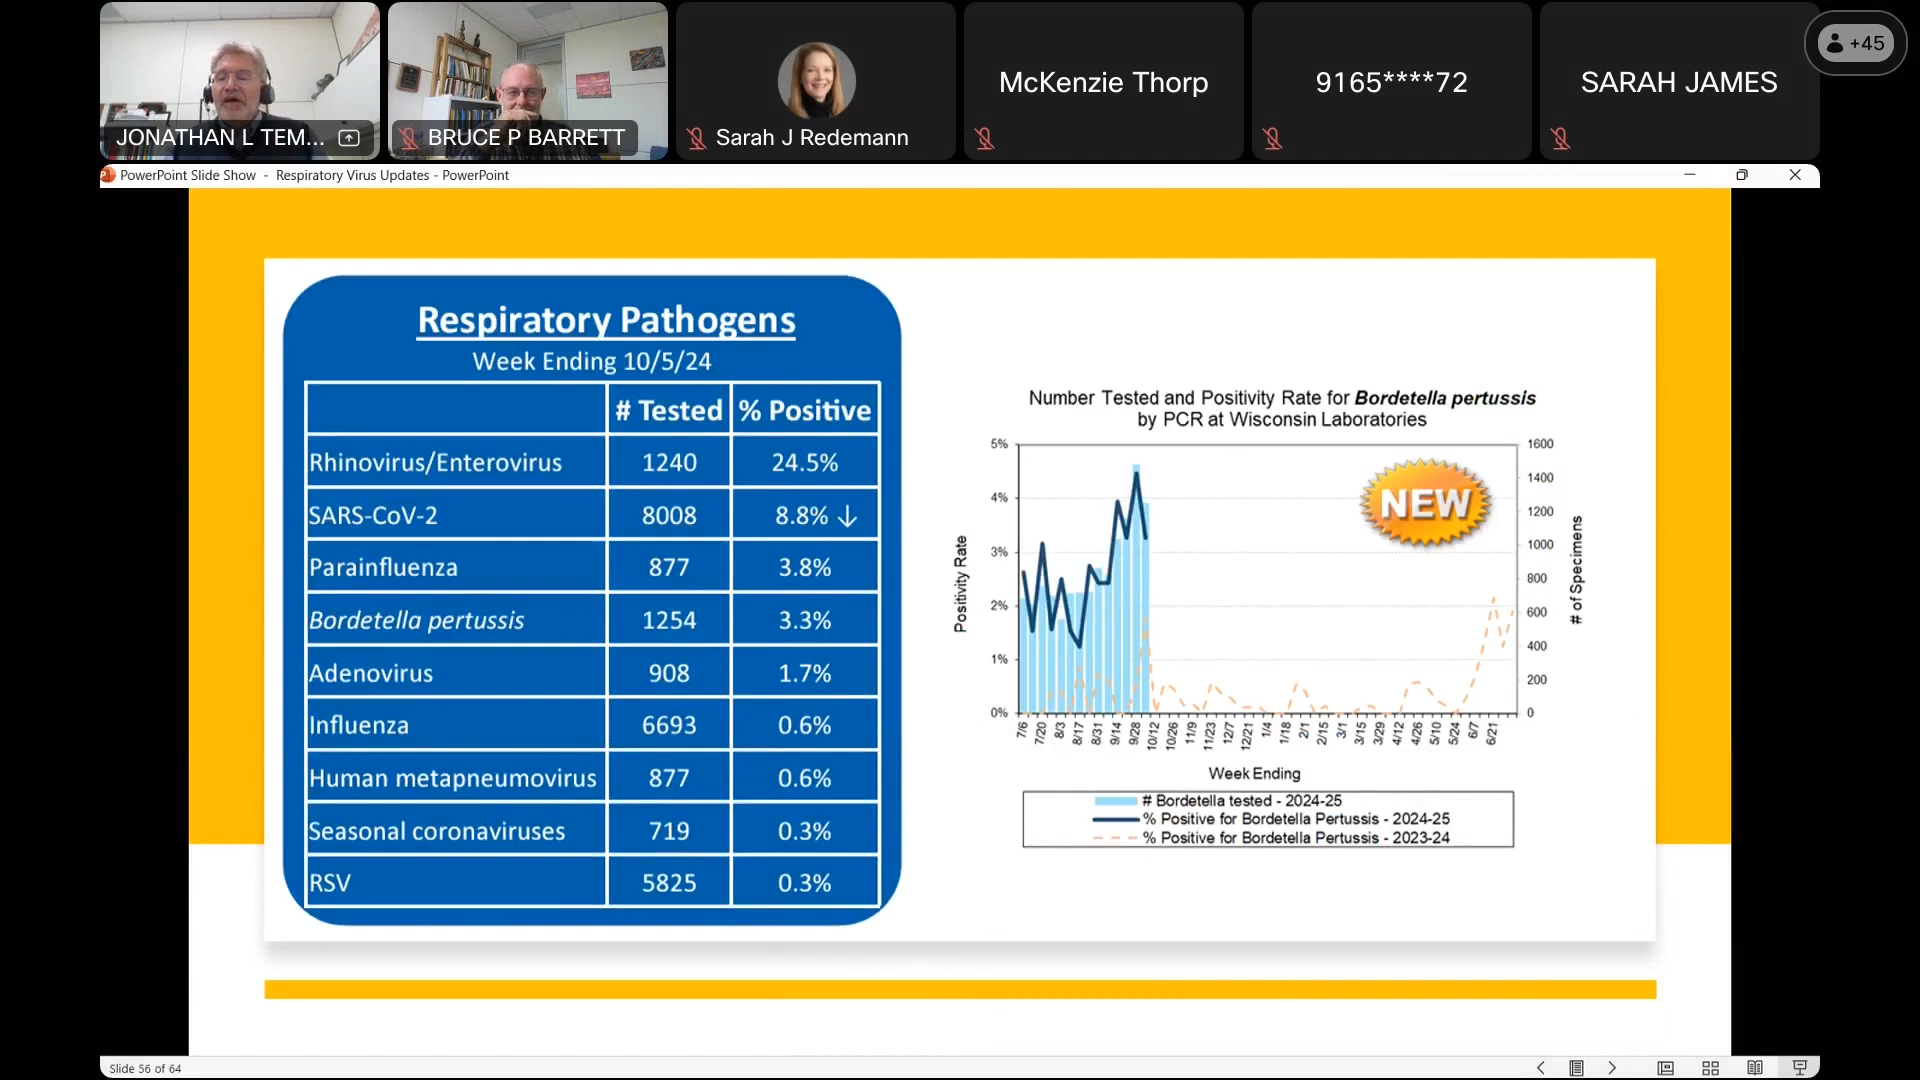 JONATHAN L TEM...
BRUCE P BARRETT
Sarah J Redemann
McKenzie Thorp
9165****72
SARAH JAMES
+45
PowerPoint Slide Show - Respiratory Virus Updates - PowerPoint
Respiratory Pathogens
Week Ending 10/5/24
# Tested % Positive
Rhinovirus/Enterovirus 1240 24.5%
SARS-CoV-2 8008 8.8% ↓
Parainfluenza 877 3.8%
Bordetella pertussis 1254 3.3%
Adenovirus 908 1.7%
Influenza 6693 0.6%
Human metapneumovirus 877 0.6%
Seasonal coronaviruses 719 0.3%
RSV 5825 0.3%
Number Tested and Positivity Rate for Bordetella pertussis
by PCR at Wisconsin Laboratories
NEW
Positivity Rate
5%
4%
3%
2%
1%
0%
1600
1400
1200
1000
800
600
400
200
0
# of Specimens
7/6 7/20 8/3 8/17 8/31 9/14 9/28 10/12 10/26 11/9 11/23 12/7 12/21 1/4 1/18 2/1 2/15 3/1 3/15 3/29 4/12 4/26 5/10 5/24 6/7 6/21
Week Ending
# Bordetella tested - 2024-25
% Positive for Bordetella Pertussis - 2024-25
% Positive for Bordetella Pertussis - 2023-24
Slide 56 of 64